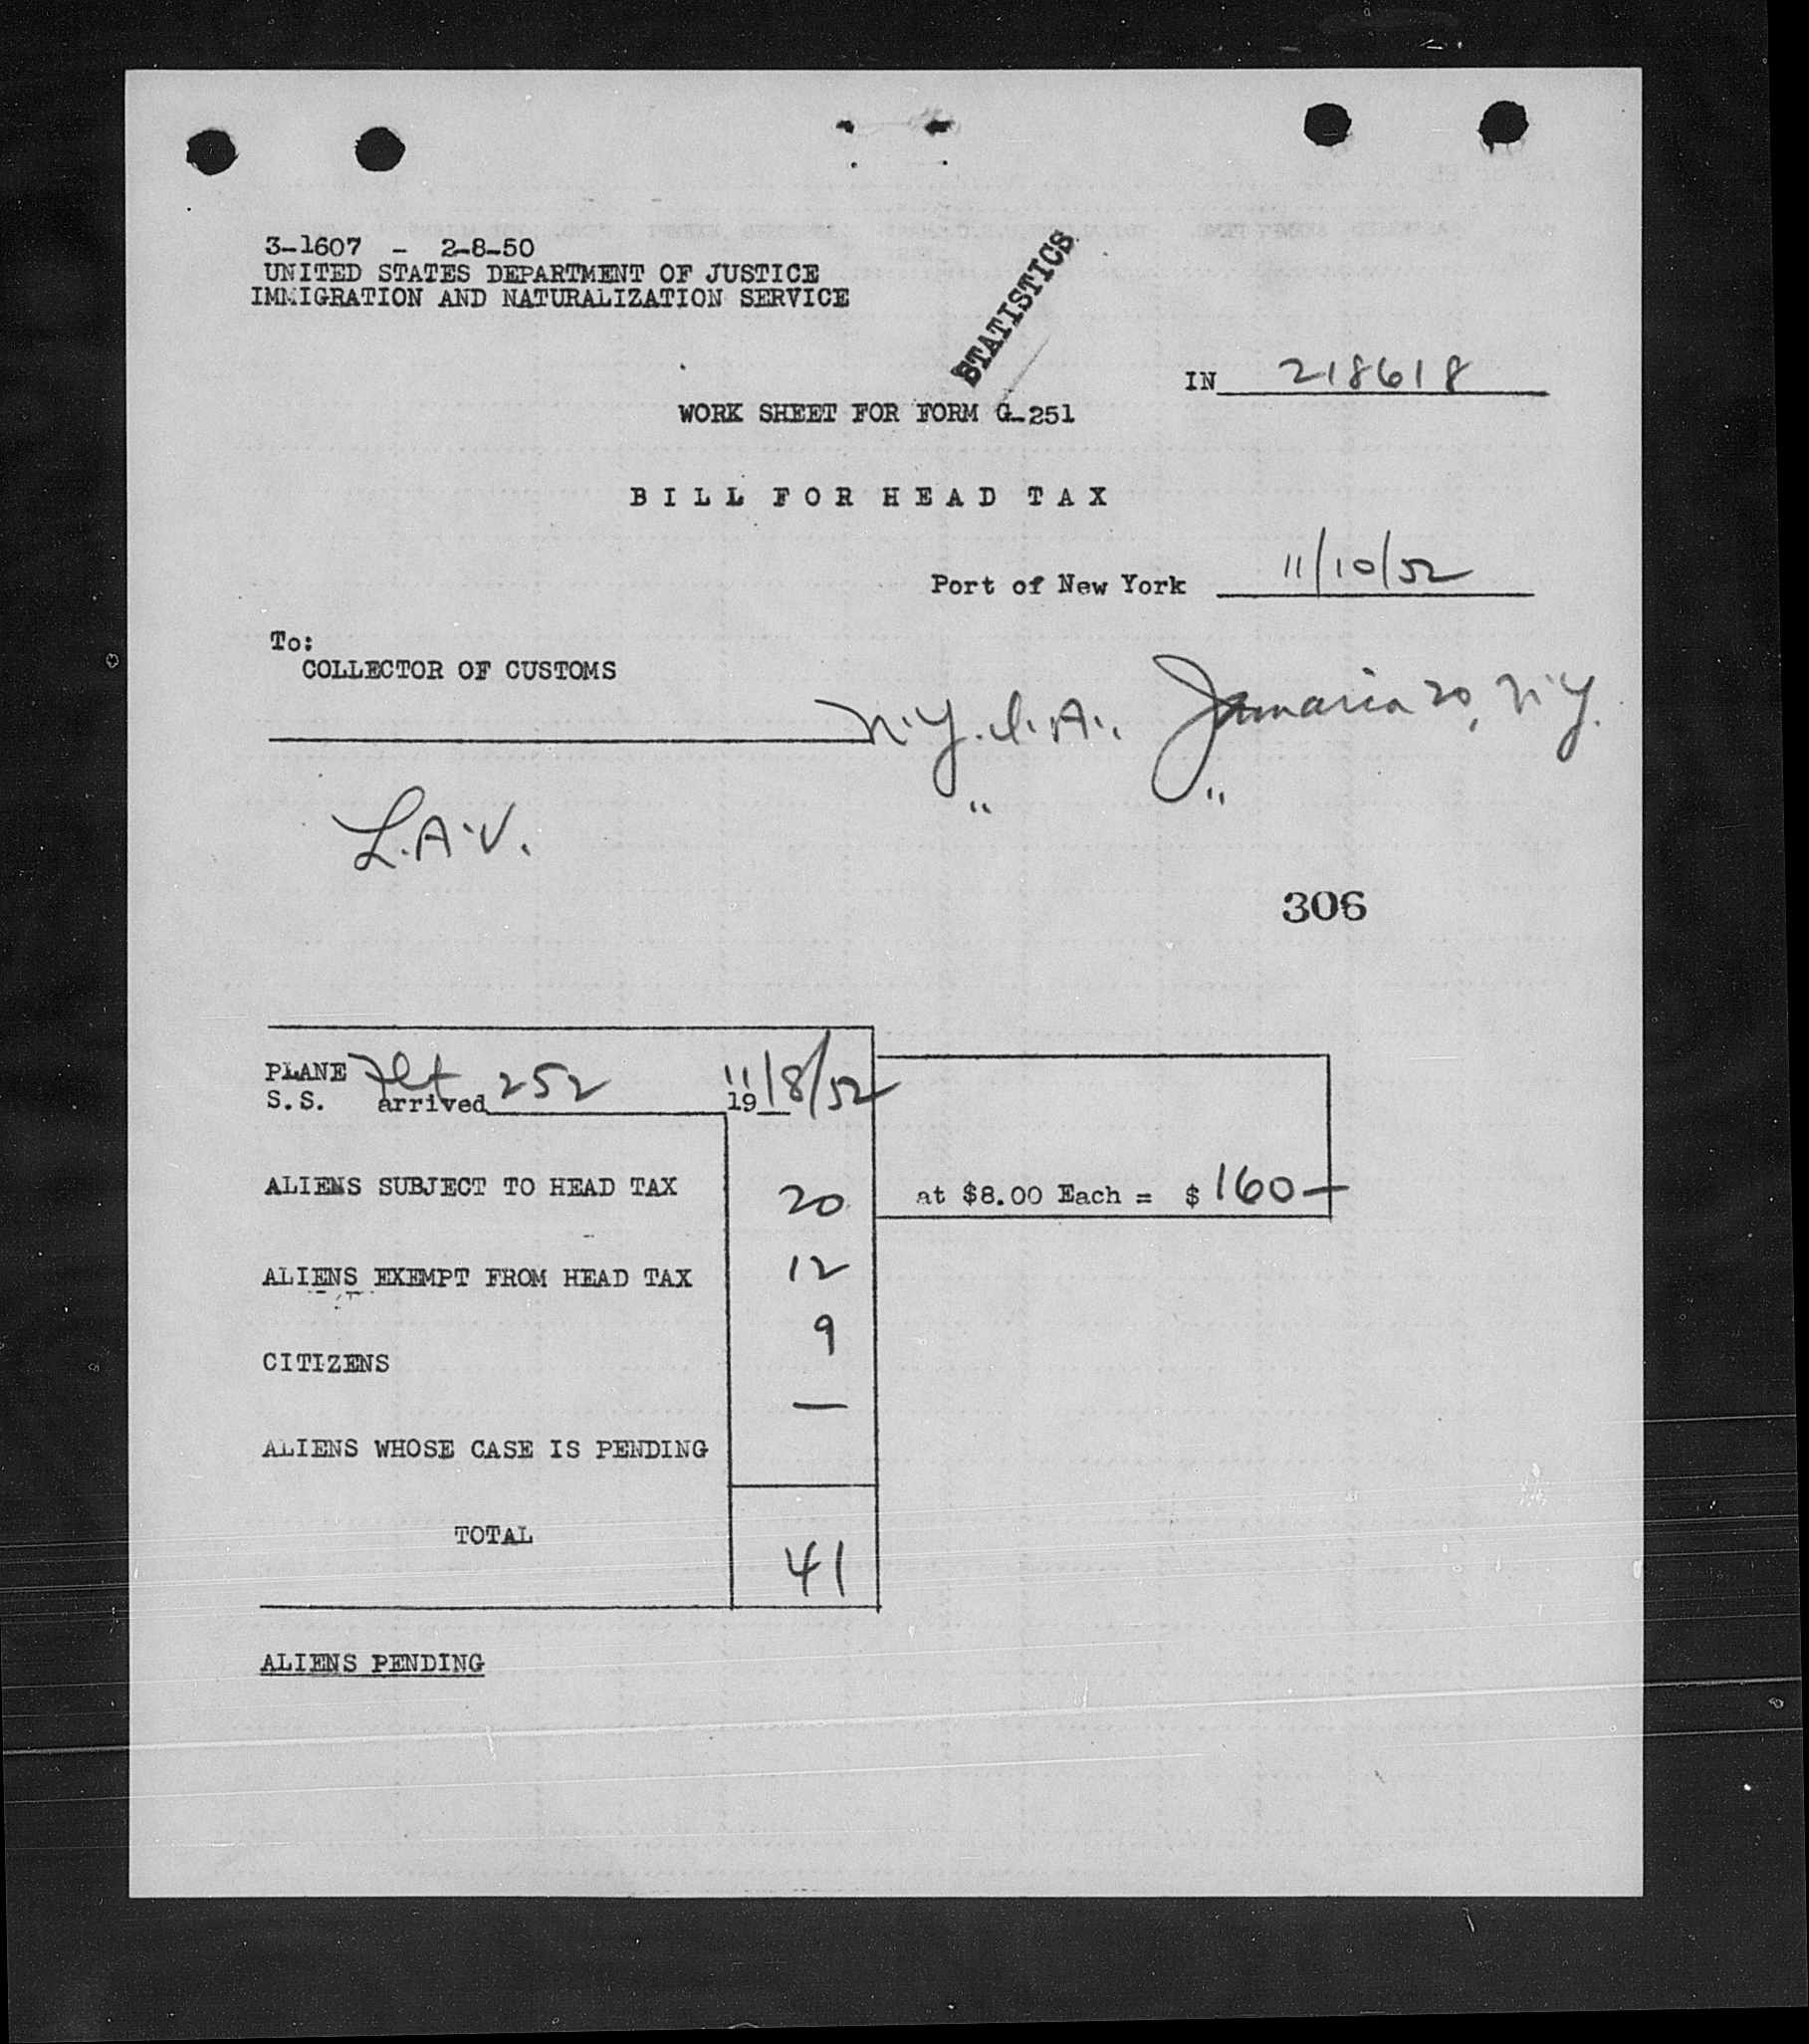 3-1607 - 2-8-50
UNITED STATES DEPARTMENT OF JUSTICE
IMMIGRATION AND NATURALIZATION SERVICE
STATISTICS
IN 218618
WORK SHEET FOR FORM G-251
BILL FOR HEAD TAX
Port of New York 11/10/52
To:
COLLECTOR OF CUSTOMS
N.Y.I.A., Jamaica 20, N.Y.
" "
L.A.V.
306
PLANE Flt 252 11/8/52
S.S. arrived 19
ALIENS SUBJECT TO HEAD TAX 20 at $8.00 Each = $ 160 —
ALIENS EXEMPT FROM HEAD TAX 12
CITIZENS 9
ALIENS WHOSE CASE IS PENDING —
TOTAL 41
ALIENS PENDING